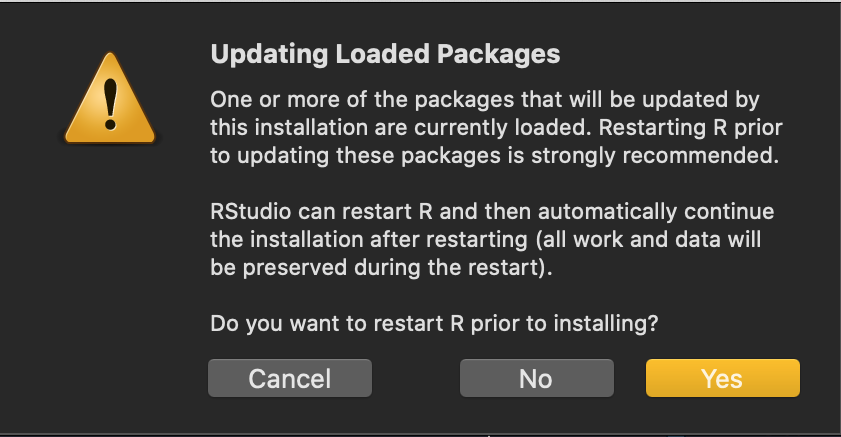 Updating Loaded Packages
One or more of the packages that will be updated by
this installation are currently loaded. Restarting R prior
to updating these packages is strongly recommended.
RStudio can restart R and then automatically continue
the installation after restarting (all work and data will
be preserved during the restart).
Do you want to restart R prior to installing?
Cancel No Yes